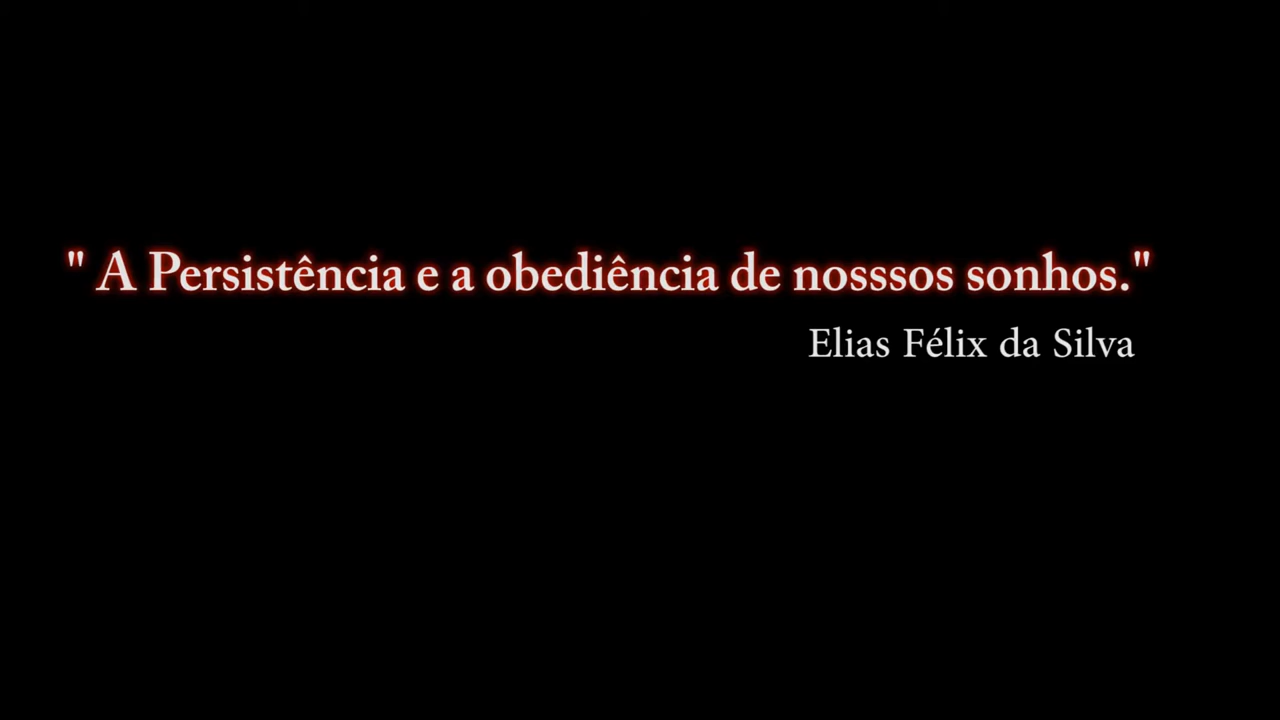 " A Persistência e a obediência de nosssos sonhos."
Elias Félix da Silva